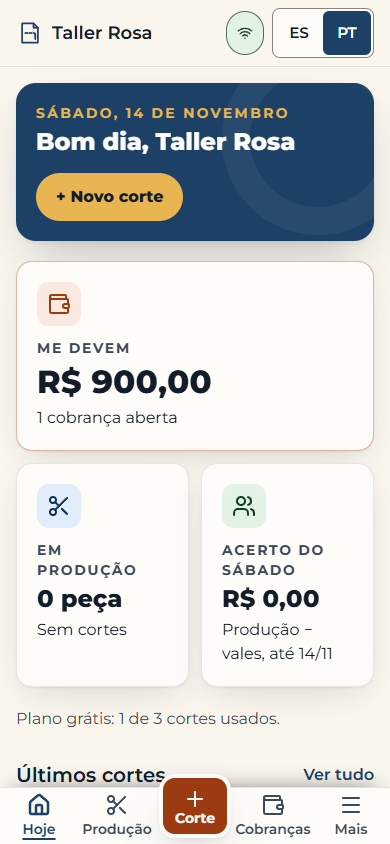 Taller Rosa
ES
PT
SÁBADO, 14 DE NOVEMBRO
Bom dia, Taller Rosa
+ Novo corte
ME DEVEM
R$ 900,00
1 cobrança aberta
EM
PRODUÇÃO
0 peça
Sem cortes
ACERTO DO
SÁBADO
R$ 0,00
Produção −
vales, até 14/11
Plano grátis: 1 de 3 cortes usados.
Últimos cortes
Ver tudo
Hoje
Produção
Corte
Cobranças
Mais